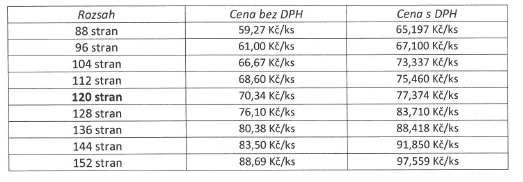 Rozsah Cena bez DPH Cena s DPH
88 stran 59,27 Kč/ks 65,197 Kč/ks
96 stran 61,00 Kč/ks 67,100 Kč/ks
104 stran 66,67 Kč/ks 73,337 Kč/ks
112 stran 68,60 Kč/ks 75,460 Kč/ks
120 stran 70,34 Kč/ks 77,374 Kč/ks
128 stran 76,10 Kč/ks 83,710 Kč/ks
136 stran 80,38 Kč/ks 88,418 Kč/ks
144 stran 83,50 Kč/ks 91,850 Kč/ks
152 stran 88,69 Kč/ks 97,559 Kč/ks